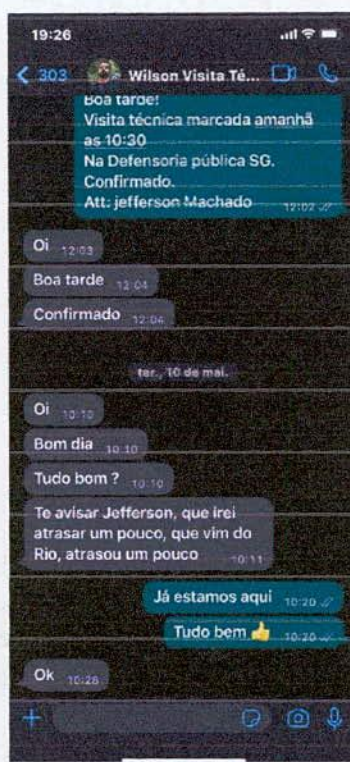 19:26
303 Wilson Visita Té...
Boa tarde!
Visita técnica marcada amanhã
as 10:30
Na Defensoria pública SG.
Confirmado.
Att: jefferson Machado 12:02
Oi 12:03
Boa tarde 12:04
Confirmado 12:04
ter., 10 de mai.
Oi 10:10
Bom dia 10:10
Tudo bom ? 10:10
Te avisar Jefferson, que irei
atrasar um pouco, que vim do
Rio, atrasou um pouco 10:11
Já estamos aqui 10:20
Tudo bem 👍 10:20
Ok 10:26